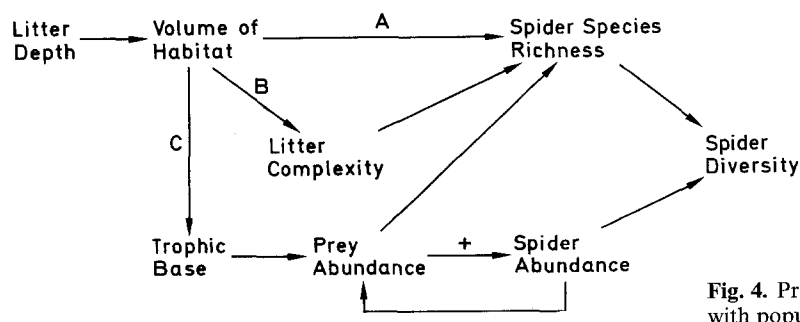 Litter
Depth
Volume of
Habitat
A
Spider Species
Richness
B
Litter
Complexity
C
Spider
Diversity
Trophic
Base
Prey
Abundance
+
Spider
Abundance
Fig. 4. Pr
with popu